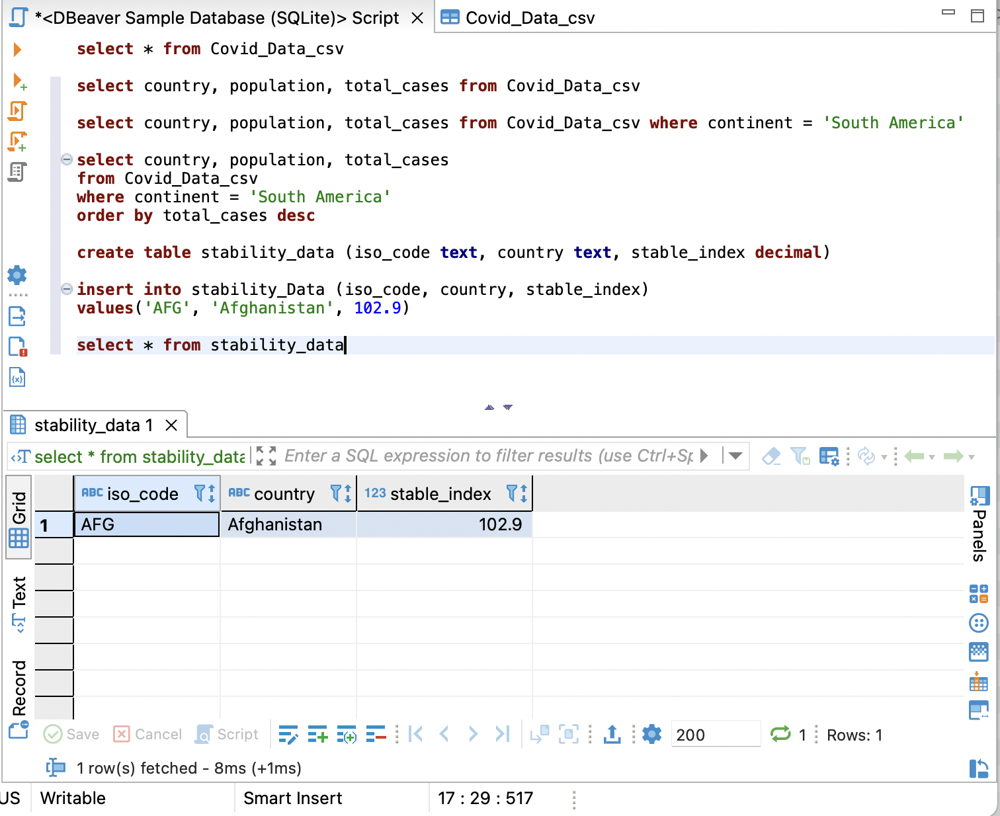 *<DBeaver Sample Database (SQLite)> Script
Covid_Data_csv
select * from Covid_Data_csv
select country, population, total_cases from Covid_Data_csv
select country, population, total_cases from Covid_Data_csv where continent = 'South America'
select country, population, total_cases
from Covid_Data_csv
where continent = 'South America'
order by total_cases desc
create table stability_data (iso_code text, country text, stable_index decimal)
insert into stability_Data (iso_code, country, stable_index)
values('AFG', 'Afghanistan', 102.9)
select * from stability_data
stability_data 1
select * from stability_data
Enter a SQL expression to filter results (use Ctrl+Sp
Grid
Text
Record
ABC iso_code
ABC country
123 stable_index
1
AFG
Afghanistan
102.9
Panels
Save
Cancel
Script
200
1
Rows: 1
1 row(s) fetched - 8ms (+1ms)
US
Writable
Smart Insert
17 : 29 : 517